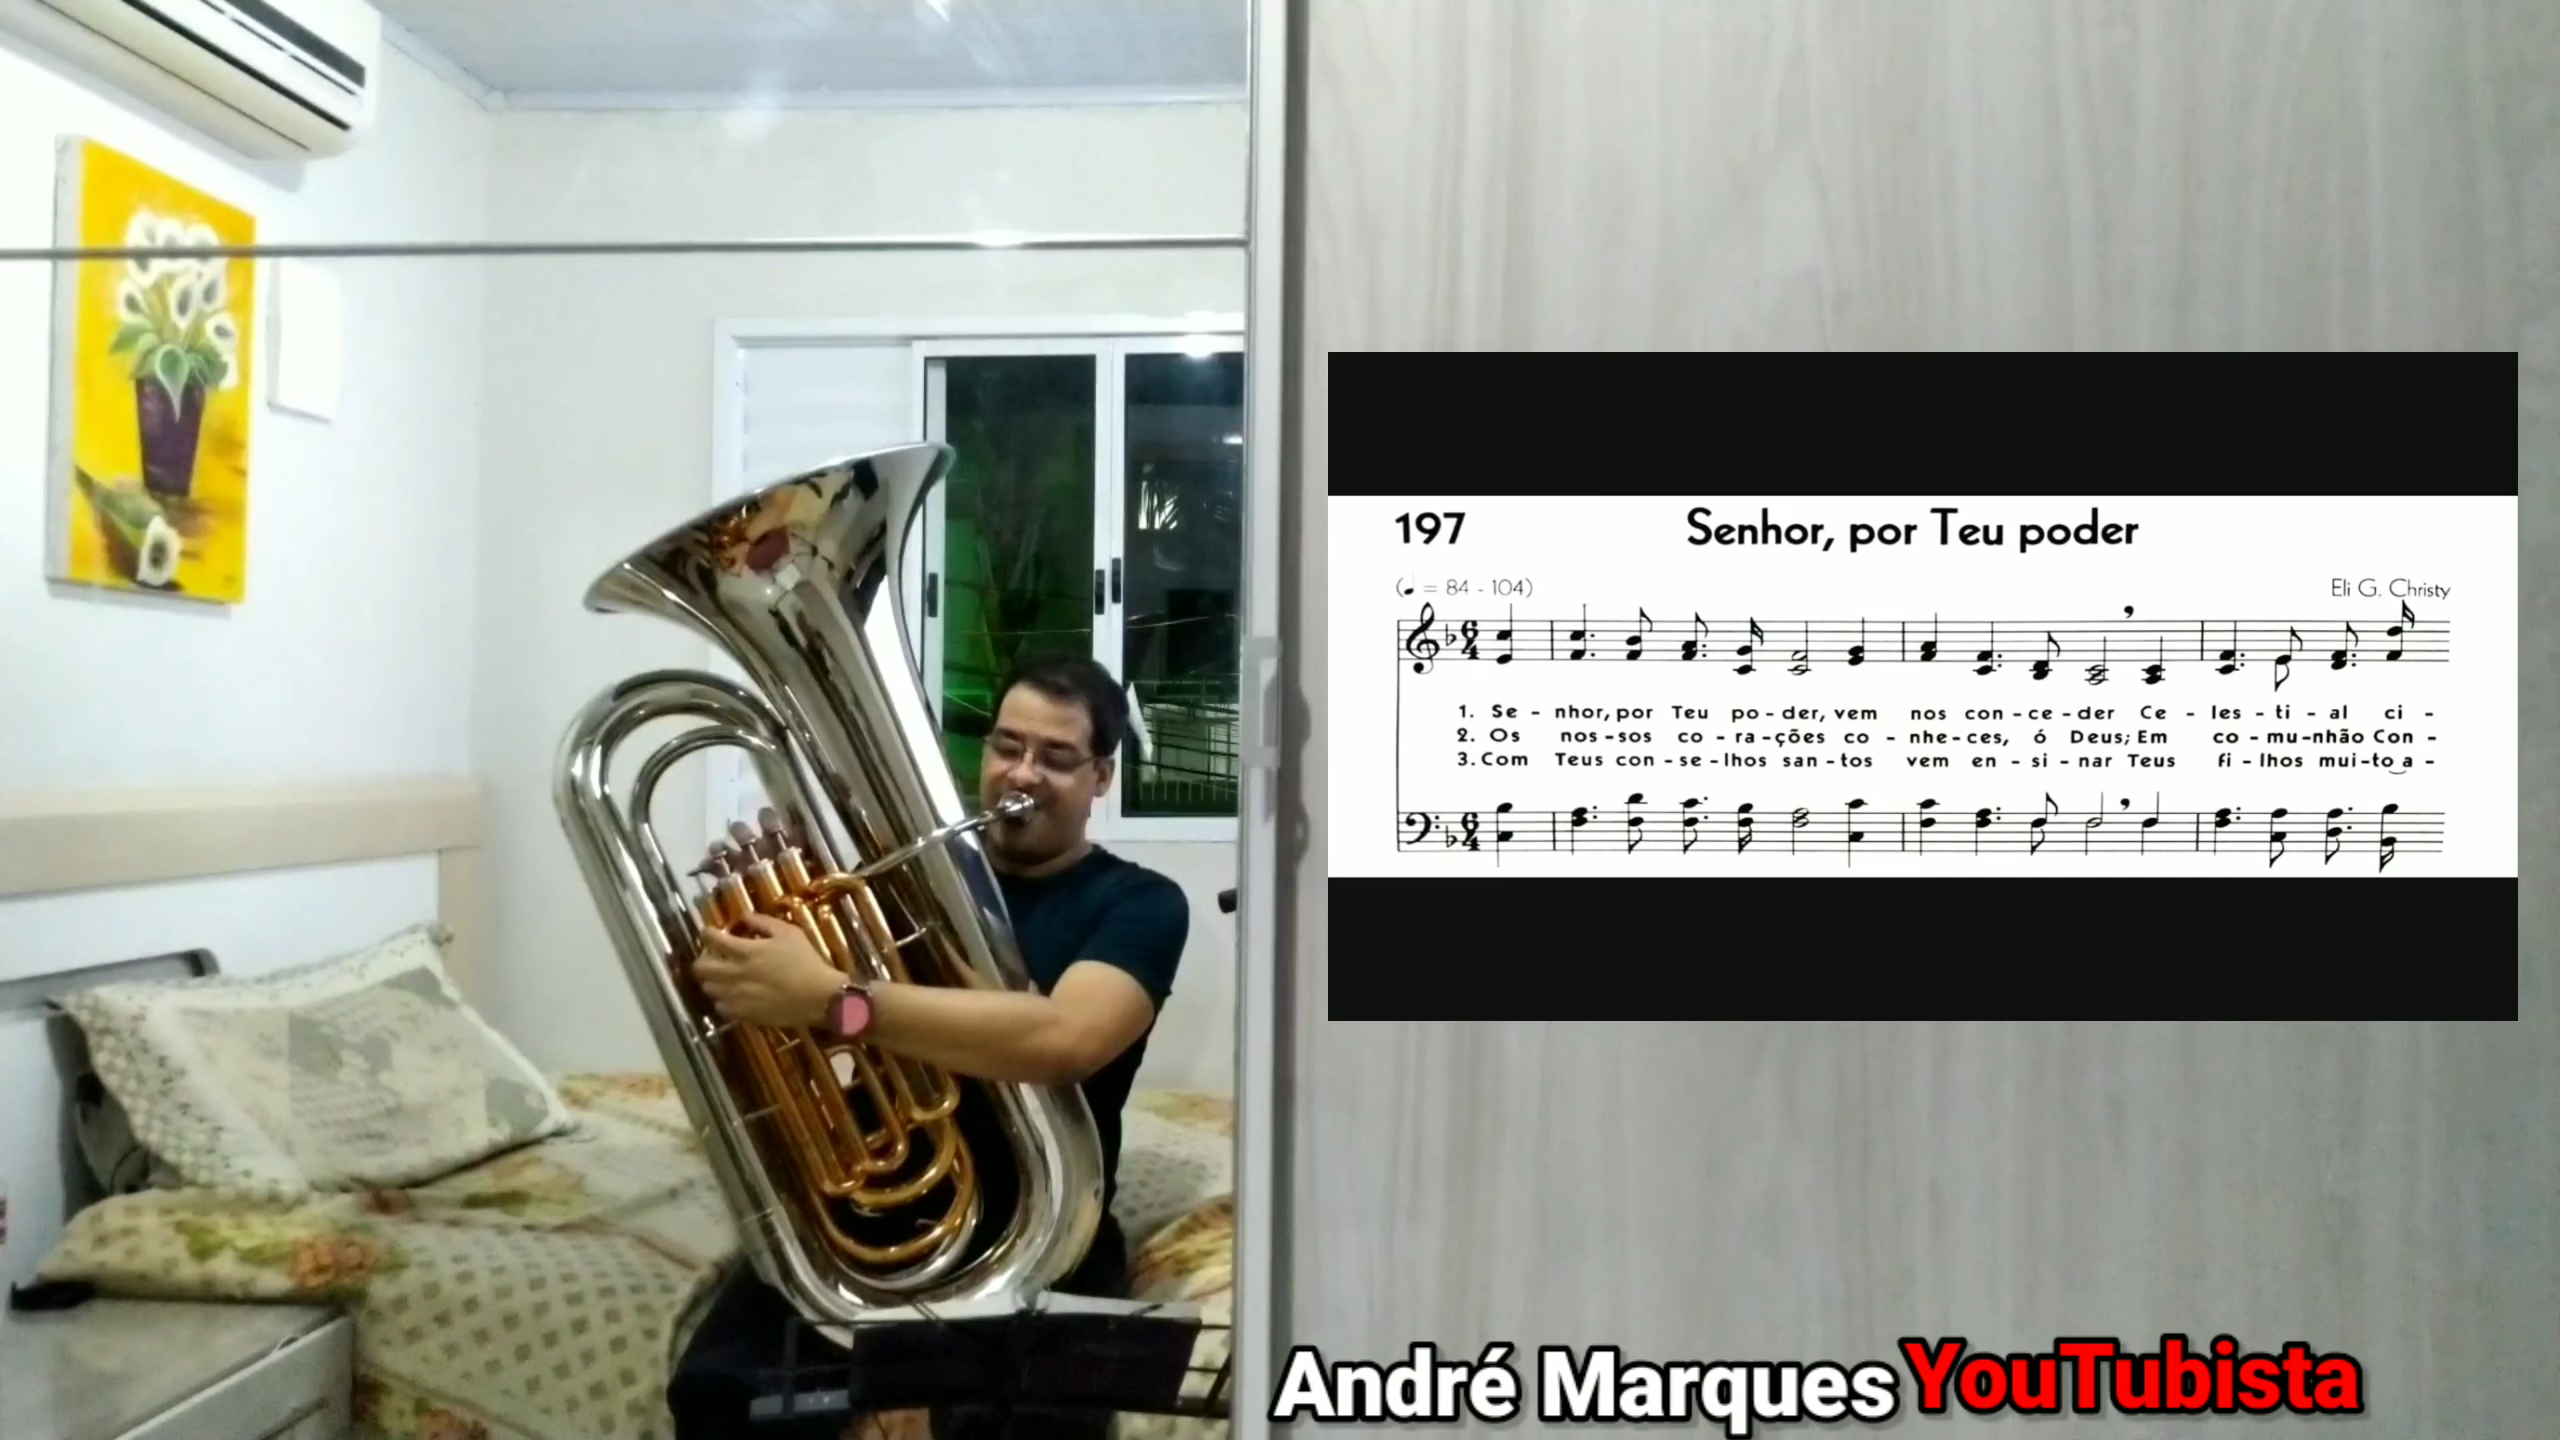 197
Senhor, por Teu poder
(♩ = 84 - 104)
Eli G. Christy
1. Se - nhor, por Teu po - der, vem nos con - ce - der Ce - les - ti - al ci -
2. Os nos - sos co - ra - ções co - nhe - ces, ó Deus; Em co - mu - nhão Con -
3. Com Teus con - se - lhos san - tos vem en - si - nar Teus fi - lhos mui - to a -
André Marques YouTubista